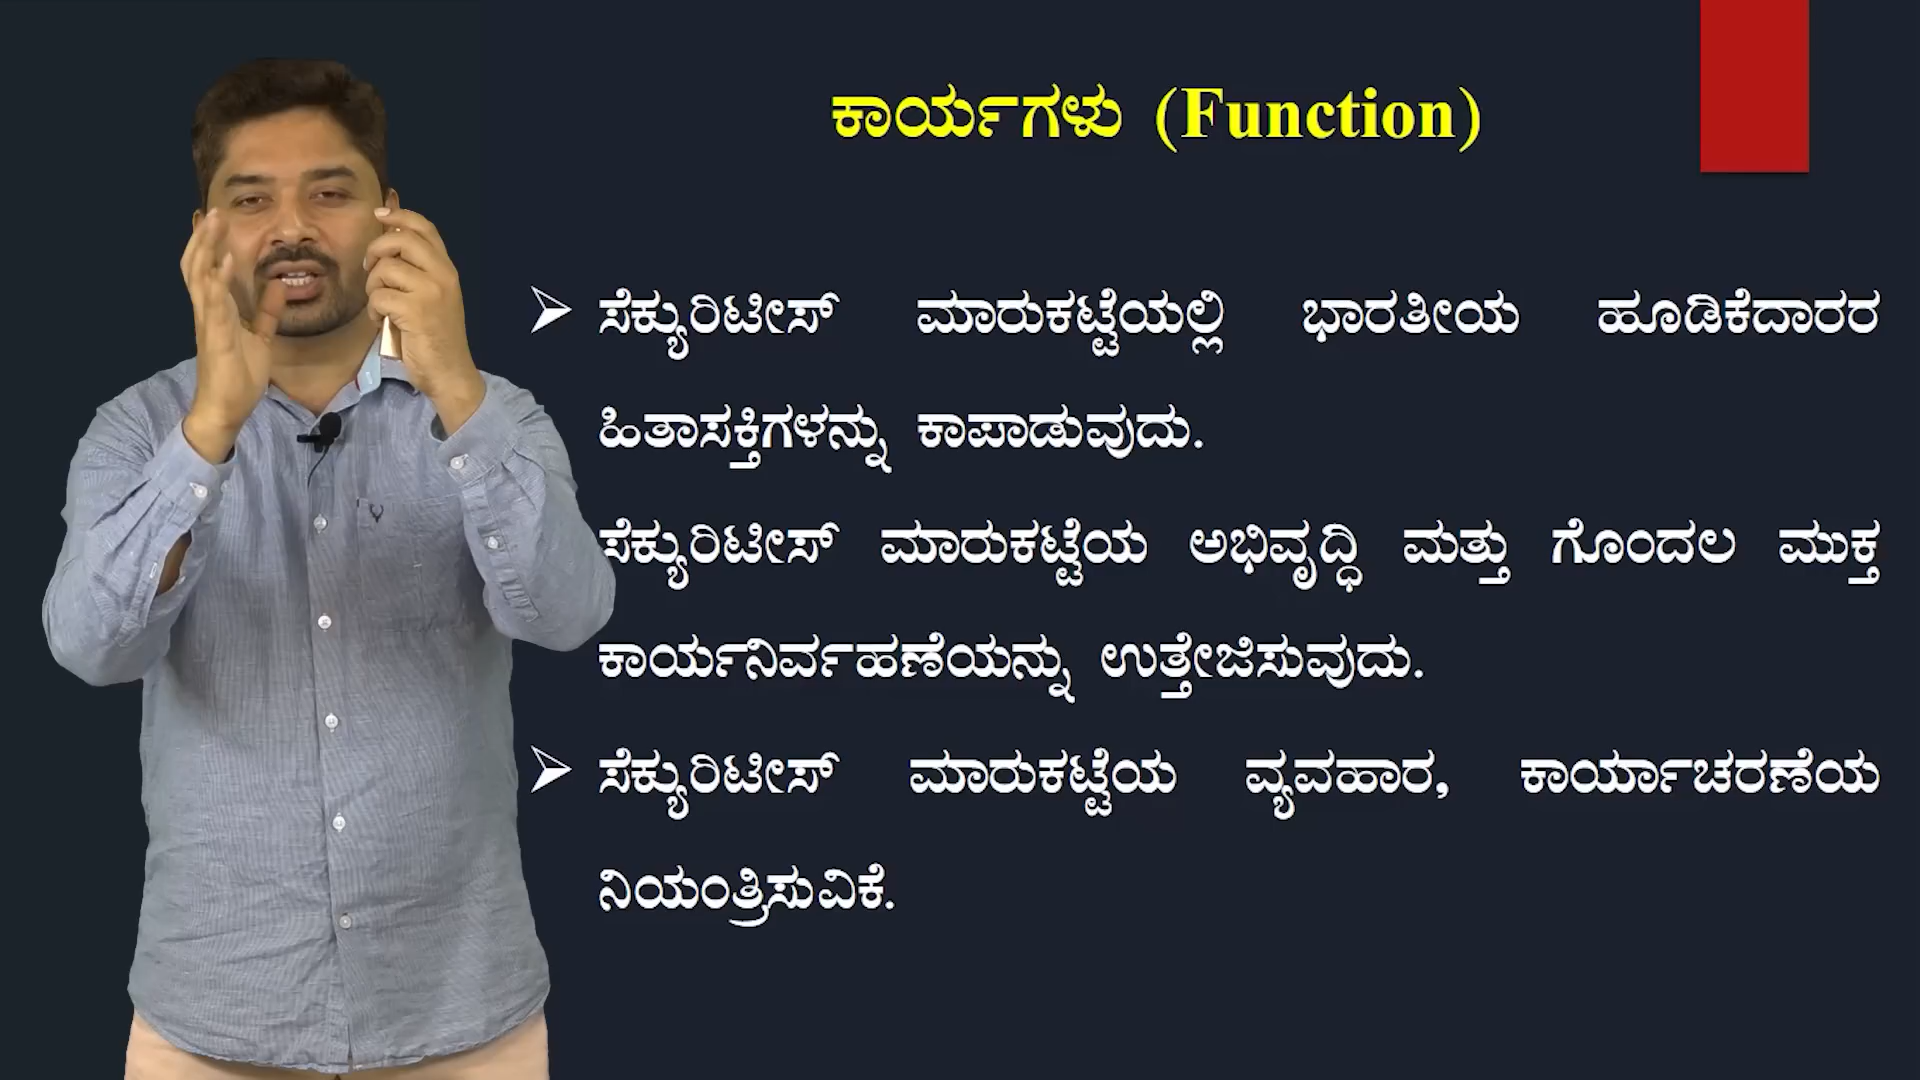 ಕಾರ್ಯಗಳು (Function)
➢ ಸೆಕ್ಯುರಿಟೀಸ್ ಮಾರುಕಟ್ಟೆಯಲ್ಲಿ ಭಾರತೀಯ ಹೂಡಿಕೆದಾರರ
ಹಿತಾಸಕ್ತಿಗಳನ್ನು ಕಾಪಾಡುವುದು.
ಸೆಕ್ಯುರಿಟೀಸ್ ಮಾರುಕಟ್ಟೆಯ ಅಭಿವೃದ್ಧಿ ಮತ್ತು ಗೊಂದಲ ಮುಕ್ತ
ಕಾರ್ಯನಿರ್ವಹಣೆಯನ್ನು ಉತ್ತೇಜಿಸುವುದು.
➢ ಸೆಕ್ಯುರಿಟೀಸ್ ಮಾರುಕಟ್ಟೆಯ ವ್ಯವಹಾರ, ಕಾರ್ಯಾಚರಣೆಯ
ನಿಯಂತ್ರಿಸುವಿಕೆ.